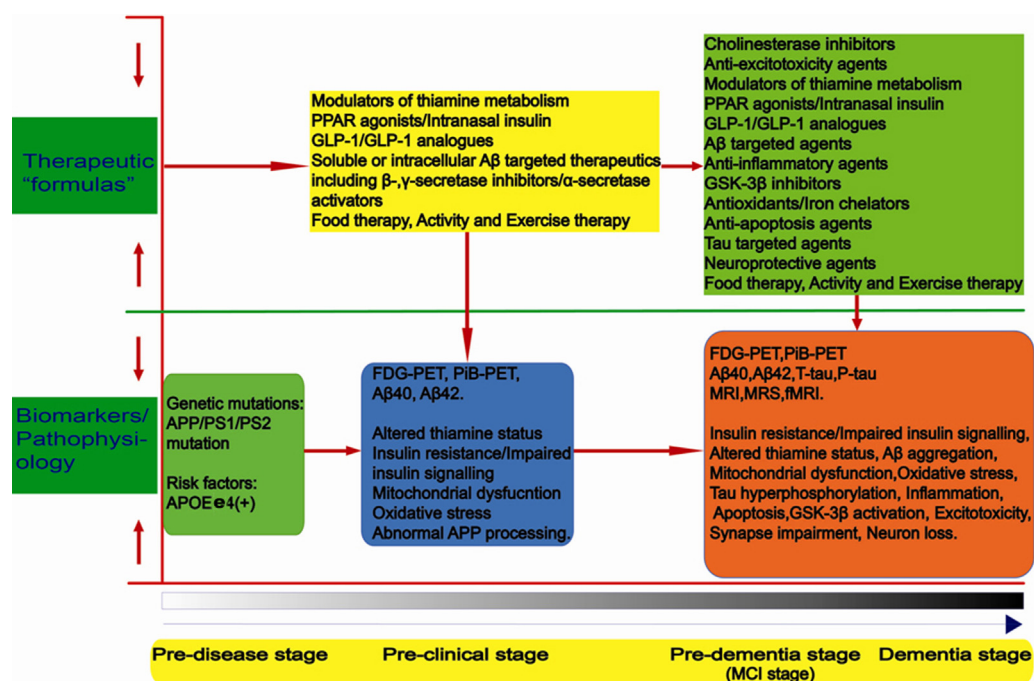 Therapeutic
“formulas”
Modulators of thiamine metabolism
PPAR agonists/Intranasal insulin
GLP-1/GLP-1 analogues
Soluble or intracellular Aβ targeted therapeutics
including β-,γ-secretase inhibitors/α-secretase
activators
Food therapy, Activity and Exercise therapy
Cholinesterase inhibitors
Anti-excitotoxicity agents
Modulators of thiamine metabolism
PPAR agonists/Intranasal insulin
GLP-1/GLP-1 analogues
Aβ targeted agents
Anti-inflammatory agents
GSK-3β inhibitors
Antioxidants/Iron chelators
Anti-apoptosis agents
Tau targeted agents
Neuroprotective agents
Food therapy, Activity and Exercise therapy
Biomarkers/
Pathophysi-
ology
Genetic mutations:
APP/PS1/PS2
mutation
Risk factors:
APOEe4(+)
FDG-PET, PiB-PET,
Aβ40, Aβ42.
Altered thiamine status
Insulin resistance/Impaired
insulin signalling
Mitochondrial dysfucntion
Oxidative stress
Abnormal APP processing.
FDG-PET,PiB-PET
Aβ40,Aβ42,T-tau,P-tau
MRI,MRS,fMRI.
Insulin resistance/Impaired insulin signalling,
Altered thiamine status, Aβ aggregation,
Mitochondrial dysfunction,Oxidative stress,
Tau hyperphosphorylation, Inflammation,
Apoptosis,GSK-3β activation, Excitotoxicity,
Synapse impairment, Neuron loss.
Pre-disease stage
Pre-clinical stage
Pre-dementia stage
(MCI stage)
Dementia stage